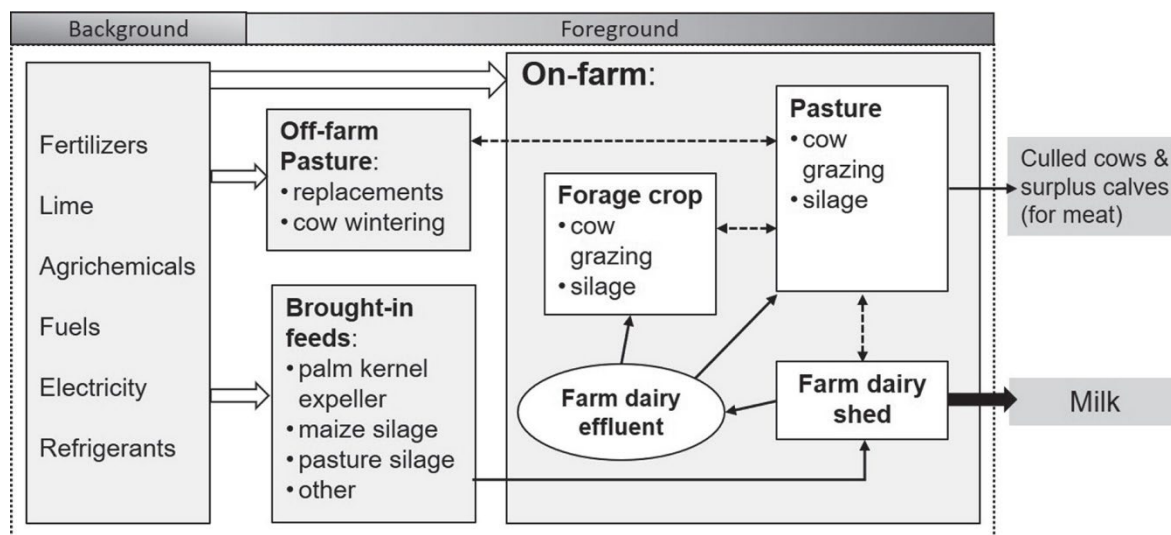 Background
Foreground
Fertilizers
Lime
Agrichemicals
Fuels
Electricity
Refrigerants
Off-farm
Pasture:
• replacements
• cow wintering
Brought-in
feeds:
• palm kernel
expeller
• maize silage
• pasture silage
• other
On-farm:
Forage crop
• cow
grazing
• silage
Pasture
• cow
grazing
• silage
Farm dairy
effluent
Farm dairy
shed
Culled cows &
surplus calves
(for meat)
Milk